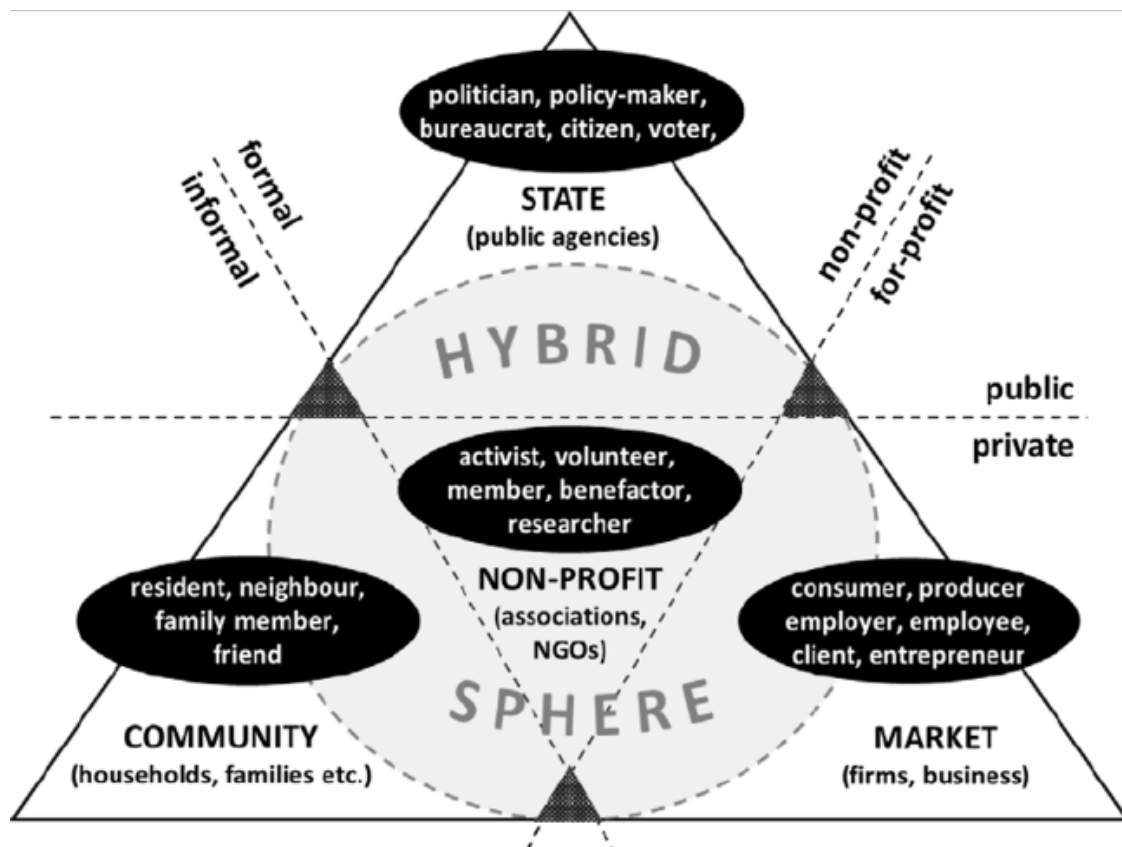 politician, policy-maker,
bureaucrat, citizen, voter,
formal
informal
STATE
(public agencies)
non-profit
for-profit
HYBRID
public
private
activist, volunteer,
member, benefactor,
researcher
resident, neighbour,
family member,
friend
NON-PROFIT
(associations,
NGOs)
consumer, producer
employer, employee,
client, entrepreneur
SPHERE
COMMUNITY
(households, families etc.)
MARKET
(firms, business)